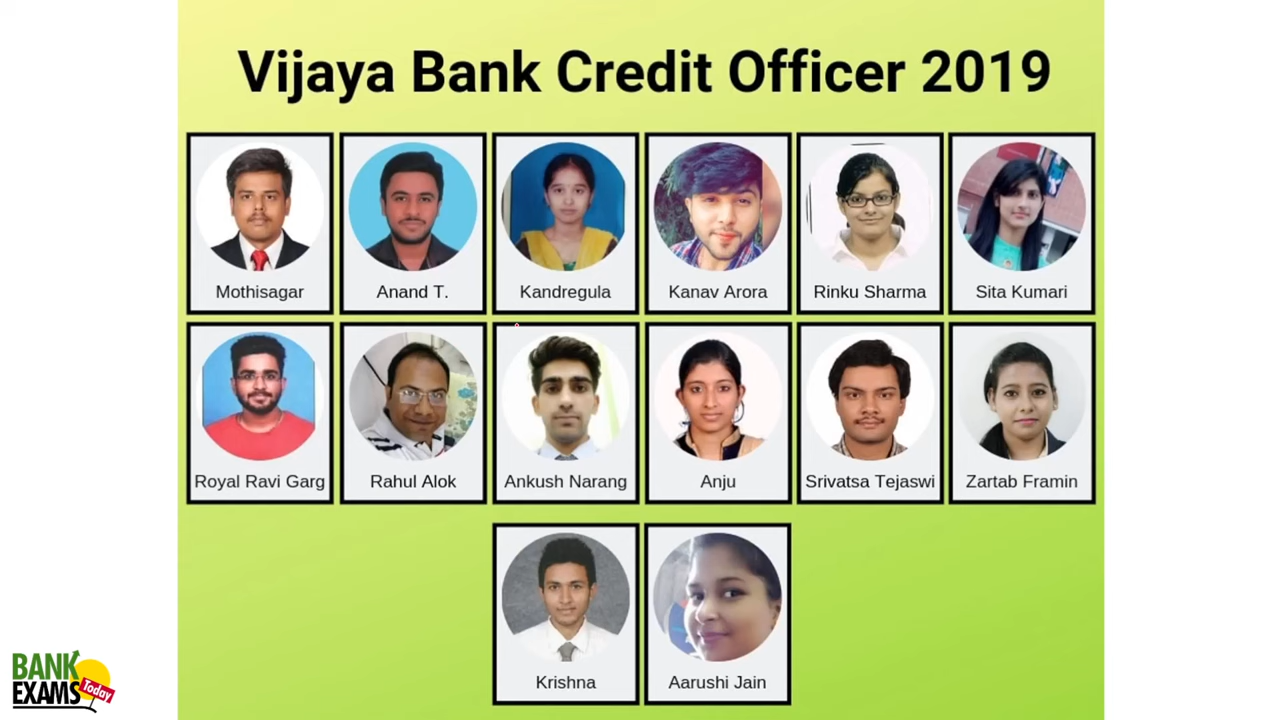 Vijaya Bank Credit Officer 2019
Mothisagar
Anand T.
Kandregula
Kanav Arora
Rinku Sharma
Sita Kumari
Royal Ravi Garg
Rahul Alok
Ankush Narang
Anju
Srivatsa Tejaswi
Zartab Framin
Krishna
Aarushi Jain
BANK
EXAMS Today